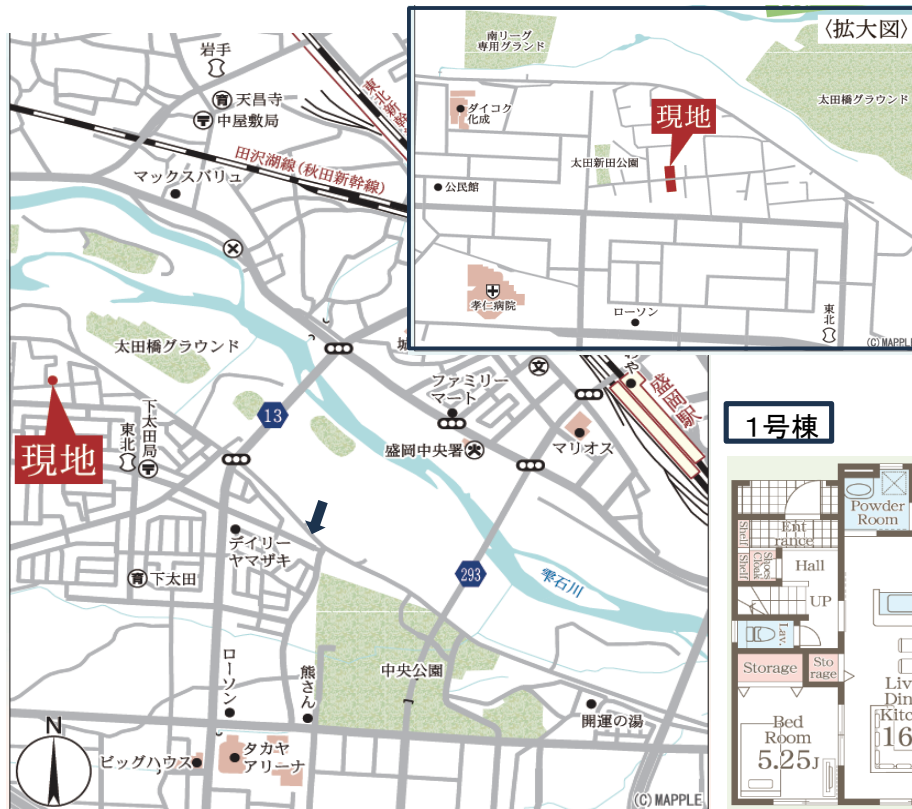 岩手
天昌寺
中屋敷局
東北新幹
田沢湖線(秋田新幹線)
マックスバリュ
太田橋グラウンド
13
下太田局
東北
現地
ファミリー
マート
盛岡中央署
盛岡駅
マリオス
デイリー
ヤマザキ
下太田
293
雫石川
ローソン
熊さん
中央公園
開運の湯
N
ビッグハウス
タカヤ
アリーナ
(C)MAPPLE
〈拡大図〉
南リーグ
専用グランド
太田橋グラウンド
ダイコク
化成
現地
太田新田公園
公民館
孝仁病院
ローソン
東北
(C)MAPPLE
1号棟
Powder
Room
Shelf
Ent
rance
Shoes
Cloak
Shelf
Hall
UP
Lav.
Storage
Sto
rage
Liv
Din
Kitc
16
Bed
Room
5.25J